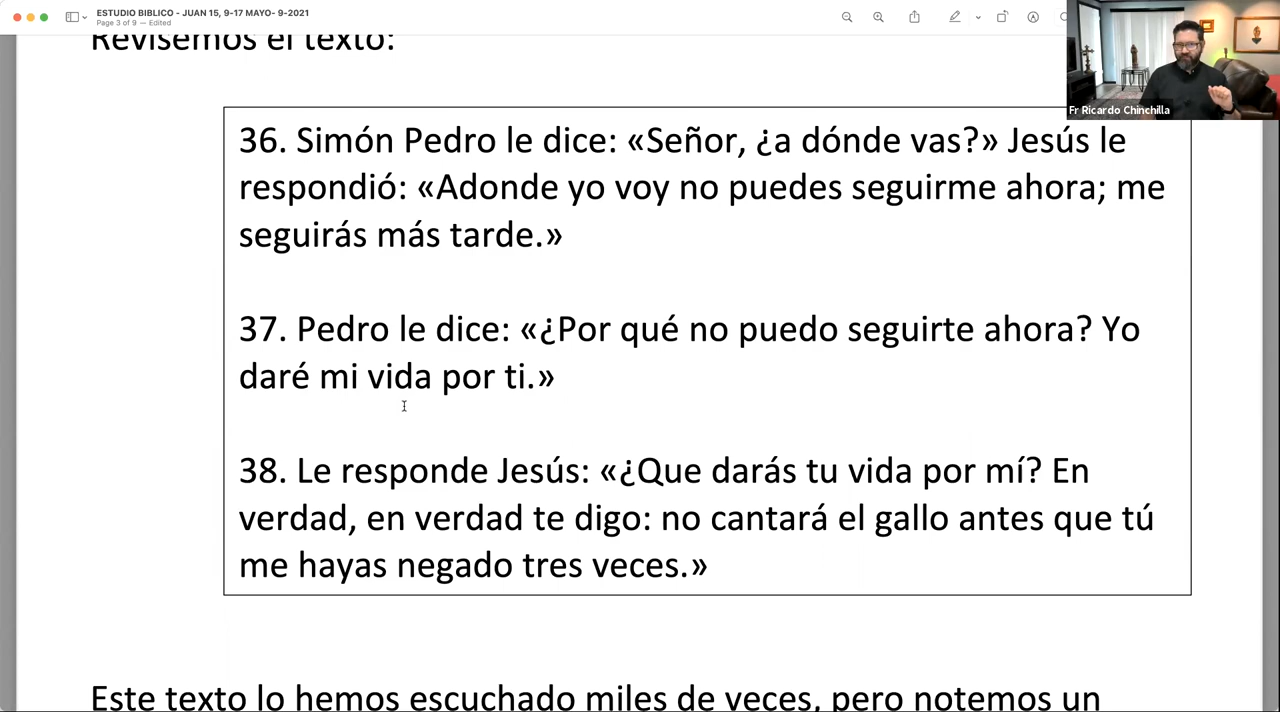 ESTUDIO BIBLICO - JUAN 15, 9-17 MAYO- 9-2021
Page 3 of 9 — Edited
Fr Ricardo Chinchilla
Revisemos el texto:
36. Simón Pedro le dice: «Señor, ¿a dónde vas?» Jesús le
respondió: «Adonde yo voy no puedes seguirme ahora; me
seguirás más tarde.»
37. Pedro le dice: «¿Por qué no puedo seguirte ahora? Yo
daré mi vida por ti.»
38. Le responde Jesús: «¿Que darás tu vida por mí? En
verdad, en verdad te digo: no cantará el gallo antes que tú
me hayas negado tres veces.»
Este texto lo hemos escuchado miles de veces, pero notemos un